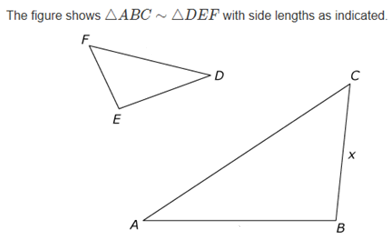 The figure shows △ABC ~ △DEF with side lengths as indicated.
F
D
C
E
x
A
B